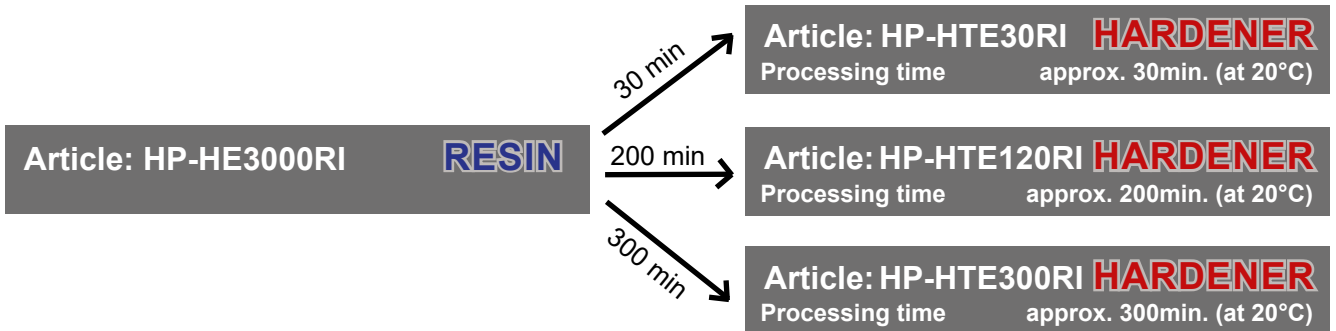 Article: HP-HE3000RI RESIN
30 min
200 min
300 min
Article: HP-HTE30RI HARDENER
Processing time approx. 30min. (at 20°C)
Article: HP-HTE120RI HARDENER
Processing time approx. 200min. (at 20°C)
Article: HP-HTE300RI HARDENER
Processing time approx. 300min. (at 20°C)